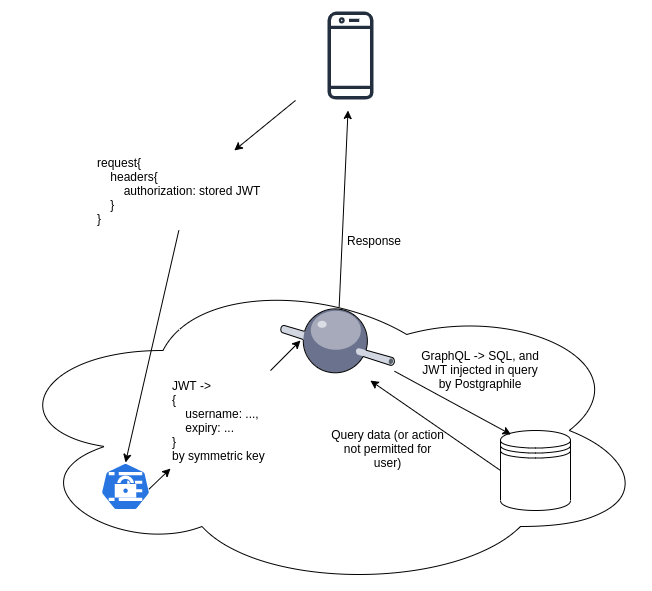 request{
    headers{
        authorization: stored JWT
    }
}
Response
GraphQL -> SQL, and
JWT injected in query
by Postgraphile
JWT ->
{
    username: ...,
    expiry: ...
}
by symmetric key
Query data (or action
not permitted for
user)